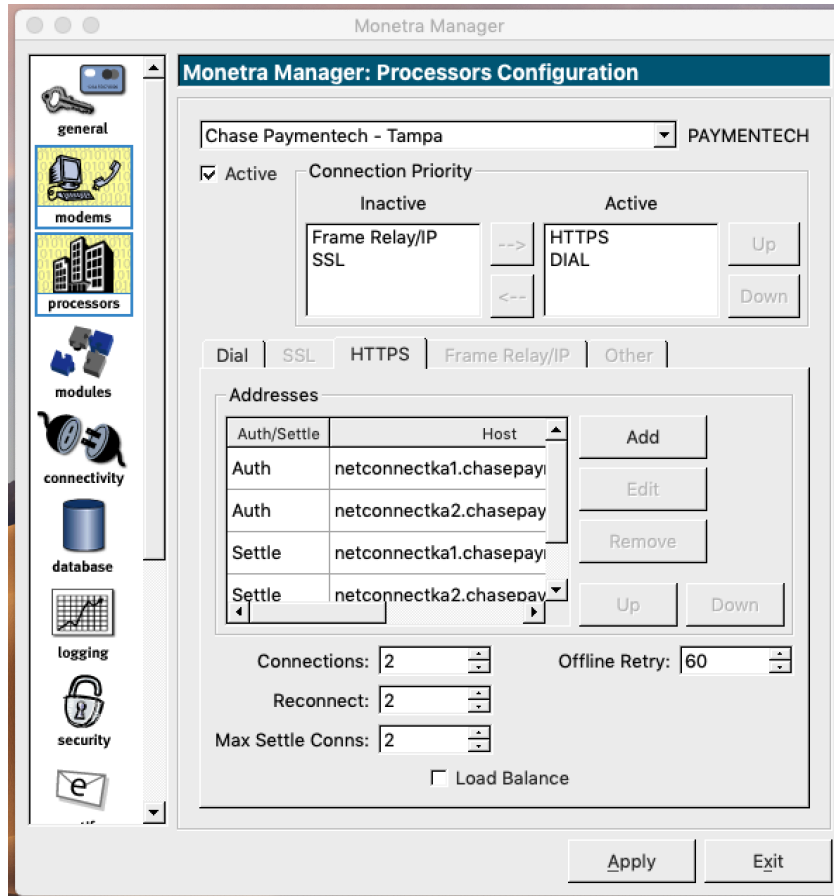 Monetra Manager
Monetra Manager: Processors Configuration
general
modems
processors
modules
connectivity
database
logging
security
Chase Paymentech - Tampa
PAYMENTECH
Active
Connection Priority
Inactive
Active
Frame Relay/IP
SSL
-->
<--
HTTPS
DIAL
Up
Down
Dial
SSL
HTTPS
Frame Relay/IP
Other
Addresses
Auth/Settle Host
Auth netconnectka1.chasepay
Auth netconnectka2.chasepay
Settle netconnectka1.chasepay
Settle netconnectka2.chasepay
Add
Edit
Remove
Up
Down
Connections: 2
Offline Retry: 60
Reconnect: 2
Max Settle Conns: 2
Load Balance
Apply
Exit